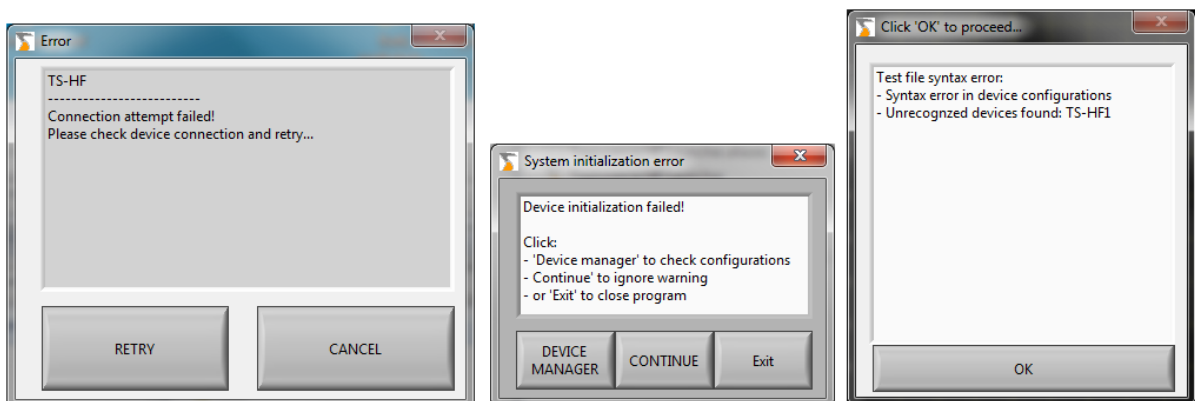 Error
TS-HF
--------------------------
Connection attempt failed!
Please check device connection and retry...
RETRY
CANCEL
System initialization error
Device initialization failed!
Click:
- 'Device manager' to check configurations
- Continue' to ignore warning
- or 'Exit' to close program
DEVICE
MANAGER
CONTINUE
Exit
Click 'OK' to proceed...
Test file syntax error:
- Syntax error in device configurations
- Unrecognzed devices found: TS-HF1
OK